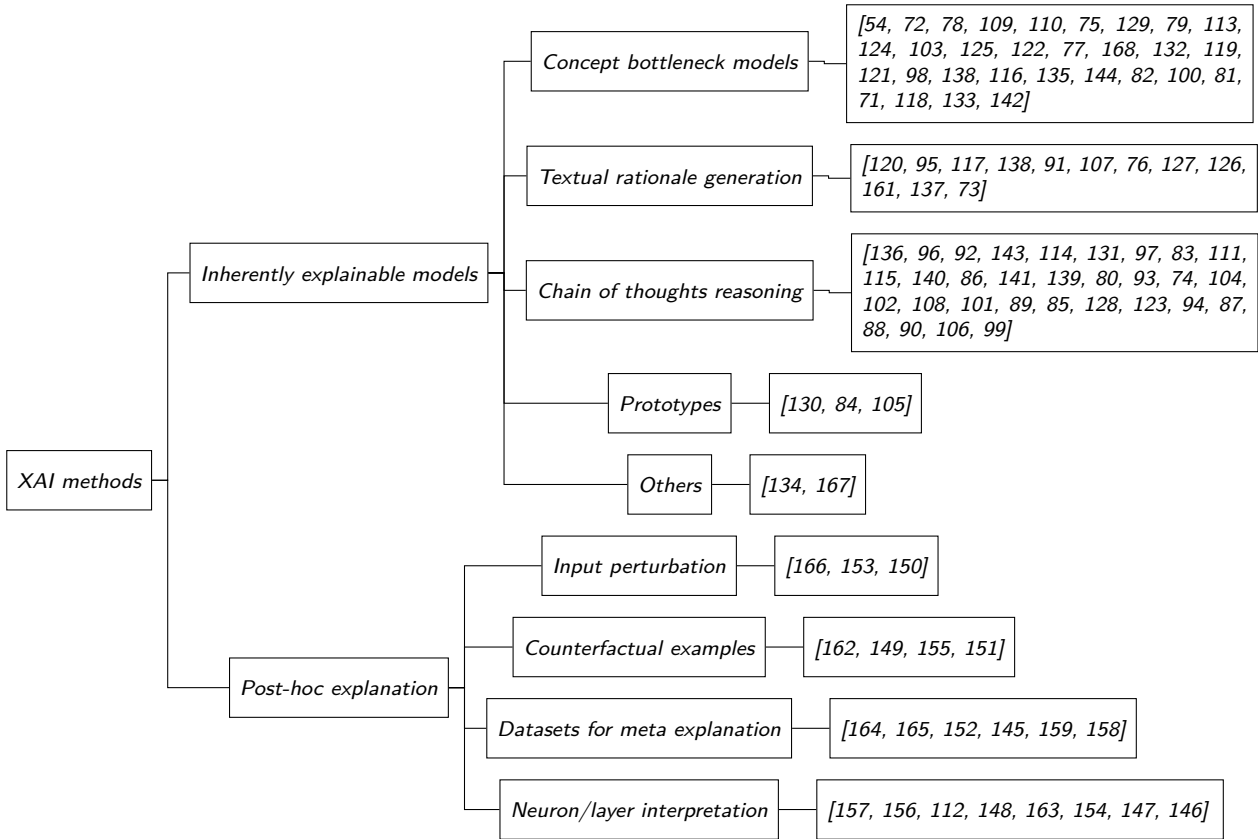 [54, 72, 78, 109, 110, 75, 129, 79, 113,
124, 103, 125, 122, 77, 168, 132, 119,
121, 98, 138, 116, 135, 144, 82, 100, 81,
71, 118, 133, 142]
Concept bottleneck models
Textual rationale generation
[120, 95, 117, 138, 91, 107, 76, 127, 126,
161, 137, 73]
Inherently explainable models
Chain of thoughts reasoning
[136, 96, 92, 143, 114, 131, 97, 83, 111,
115, 140, 86, 141, 139, 80, 93, 74, 104,
102, 108, 101, 89, 85, 128, 123, 94, 87,
88, 90, 106, 99]
Prototypes
[130, 84, 105]
XAI methods
Others
[134, 167]
Input perturbation
[166, 153, 150]
Counterfactual examples
[162, 149, 155, 151]
Post-hoc explanation
Datasets for meta explanation
[164, 165, 152, 145, 159, 158]
Neuron/layer interpretation
[157, 156, 112, 148, 163, 154, 147, 146]